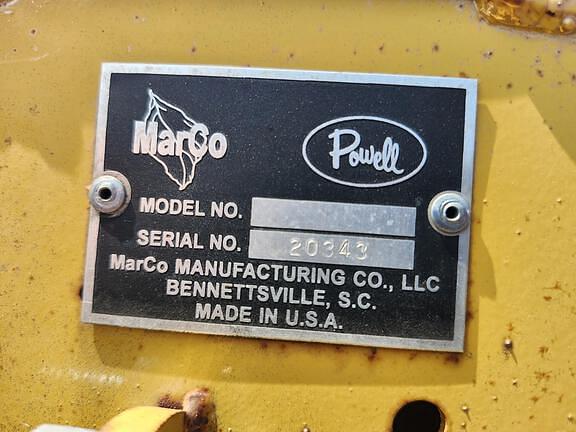 MarCo
Powell
MODEL NO.
SERIAL NO. 20343
MarCo MANUFACTURING CO., LLC
BENNETTSVILLE, S.C.
MADE IN U.S.A.